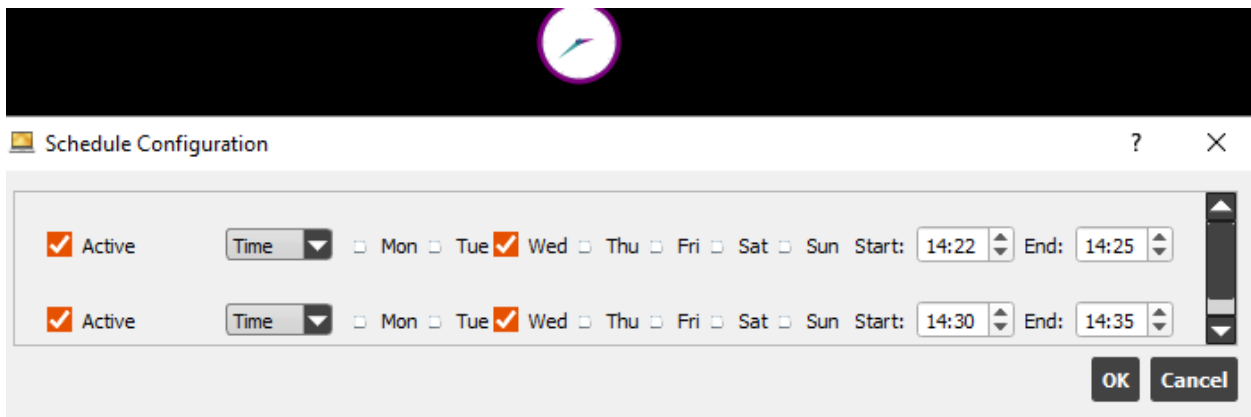 Schedule Configuration ?
Active Time Mon Tue Wed Thu Fri Sat Sun Start: 14:22 End: 14:25
Active Time Mon Tue Wed Thu Fri Sat Sun Start: 14:30 End: 14:35
OK Cancel